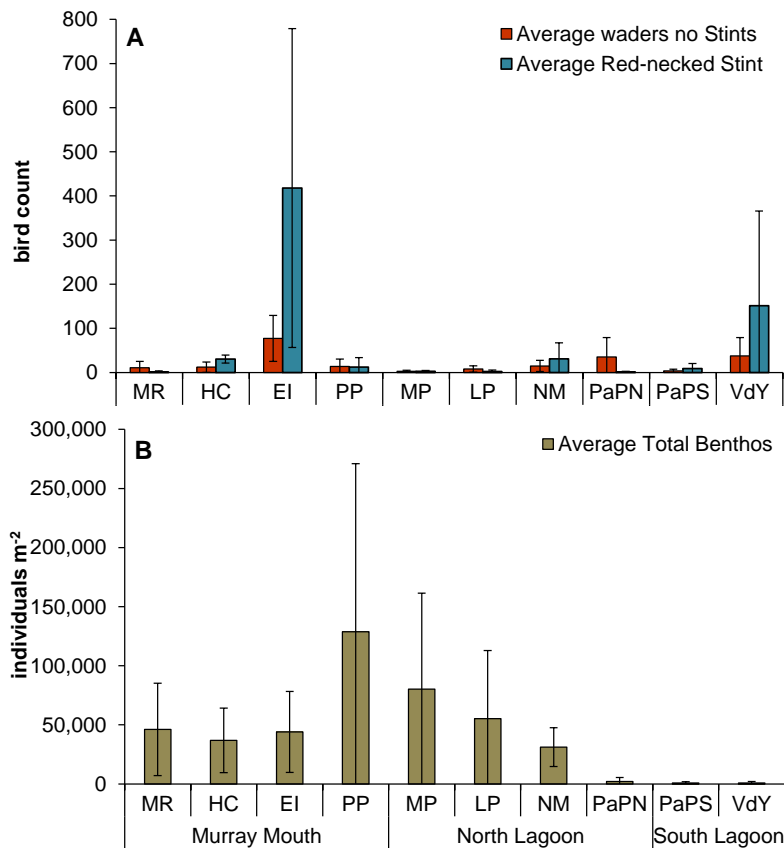 A
Average waders no Stints
Average Red-necked Stint
800
700
600
500
400
300
200
100
0
bird count
MR HC EI PP MP LP NM PaPN PaPS VdY
B
Average Total Benthos
300,000
250,000
200,000
150,000
100,000
50,000
0
individuals m⁻²
MR HC EI PP MP LP NM PaPN PaPS VdY
Murray Mouth North Lagoon South Lagoon